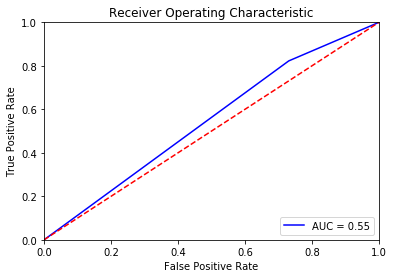 Receiver Operating Characteristic
True Positive Rate
1.0
0.8
0.6
0.4
0.2
0.0
AUC = 0.55
0.0 0.2 0.4 0.6 0.8 1.0
False Positive Rate